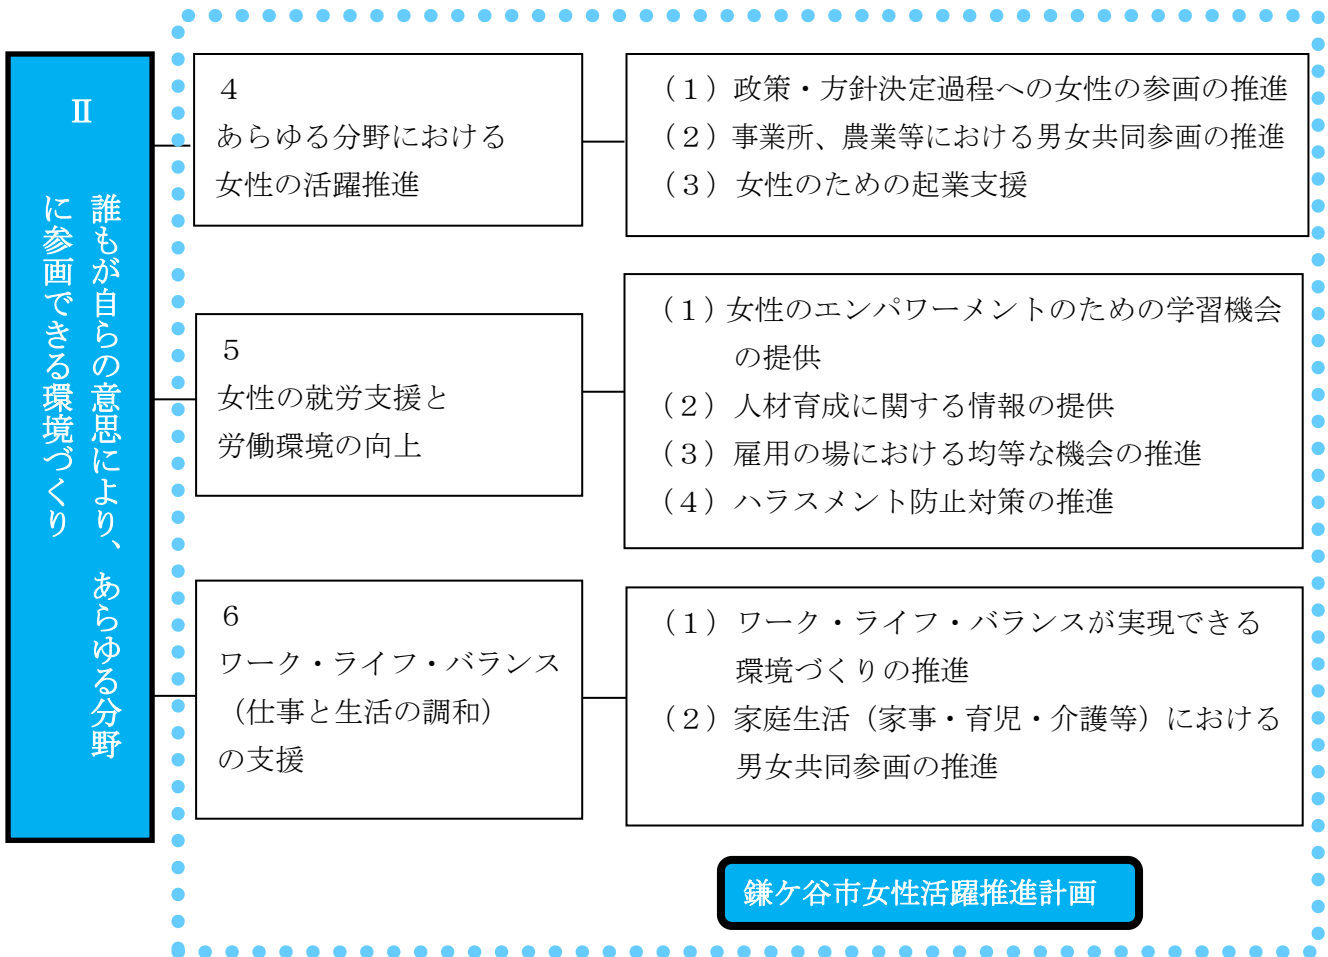 Ⅱ
誰もが自らの意思により、あらゆる分野
に参画できる環境づくり
４
あらゆる分野における
女性の活躍推進
（１）政策・方針決定過程への女性の参画の推進
（２）事業所、農業等における男女共同参画の推進
（３）女性のための起業支援
５
女性の就労支援と
労働環境の向上
（１）女性のエンパワーメントのための学習機会
の提供
（２）人材育成に関する情報の提供
（３）雇用の場における均等な機会の推進
（４）ハラスメント防止対策の推進
６
ワーク・ライフ・バランス
（仕事と生活の調和）
の支援
（１）ワーク・ライフ・バランスが実現できる
環境づくりの推進
（２）家庭生活（家事・育児・介護等）における
男女共同参画の推進
鎌ケ谷市女性活躍推進計画